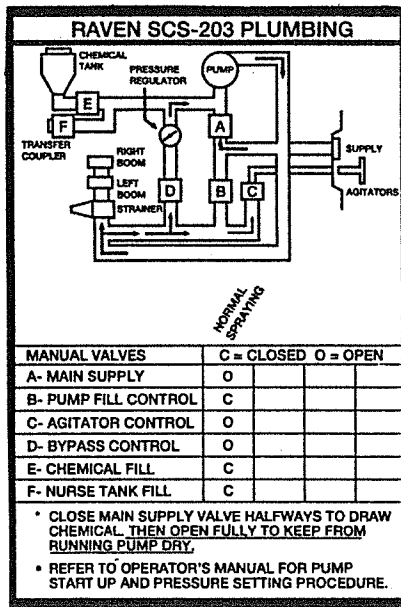 RAVEN SCS-203 PLUMBING
CHEMICAL
TANK
PRESSURE
REGULATOR
PUMP
E
F
TRANSFER
COUPLER
A
SUPPLY
RIGHT
BOOM
LEFT
BOOM
STRAINER
D
B
C
AGITATORS
NORMAL
SPRAYING
MANUAL VALVES C = CLOSED O = OPEN
A- MAIN SUPPLY O
B- PUMP FILL CONTROL C
C- AGITATOR CONTROL O
D- BYPASS CONTROL O
E- CHEMICAL FILL C
F- NURSE TANK FILL C
* CLOSE MAIN SUPPLY VALVE HALFWAYS TO DRAW
CHEMICAL. THEN OPEN FULLY TO KEEP FROM
RUNNING PUMP DRY.
• REFER TO OPERATOR'S MANUAL FOR PUMP
START UP AND PRESSURE SETTING PROCEDURE.